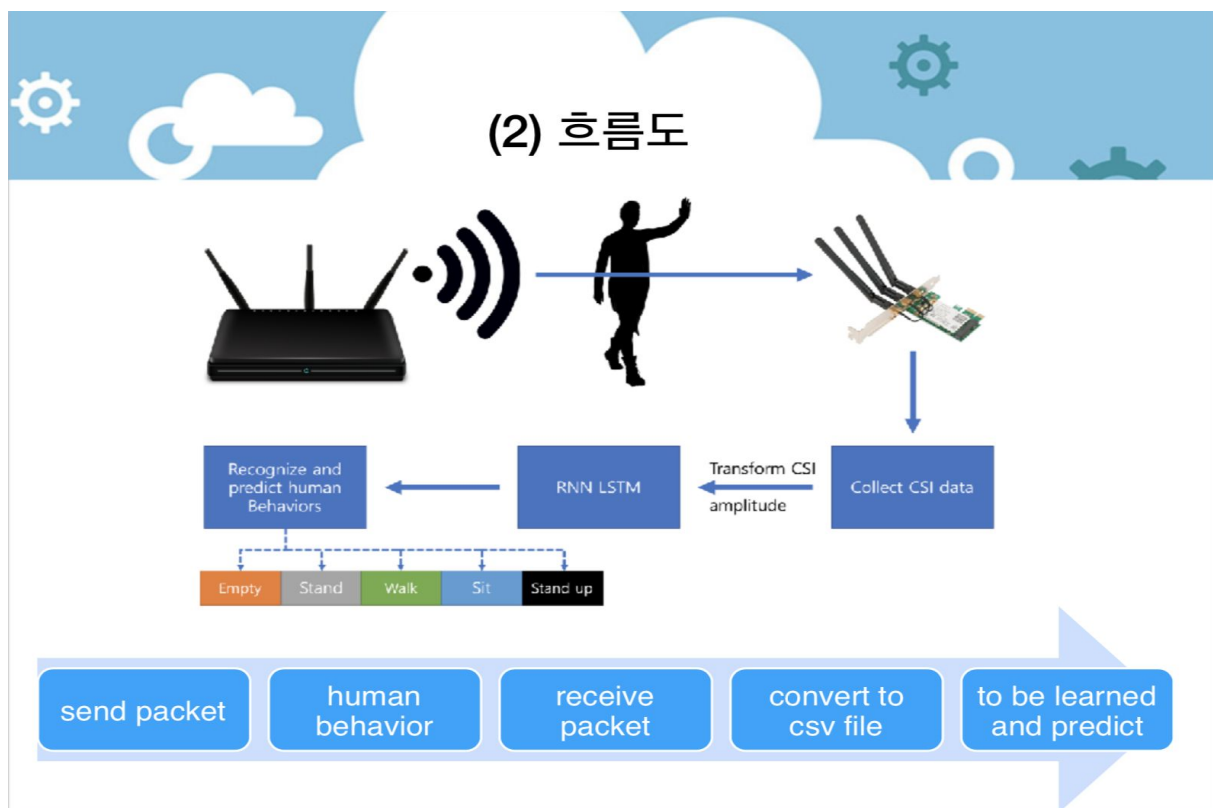 (2) 흐름도
Recognize and
predict human
Behaviors
RNN LSTM
Transform CSI
amplitude
Collect CSI data
Empty
Stand
Walk
Sit
Stand up
send packet
human
behavior
receive
packet
convert to
csv file
to be learned
and predict